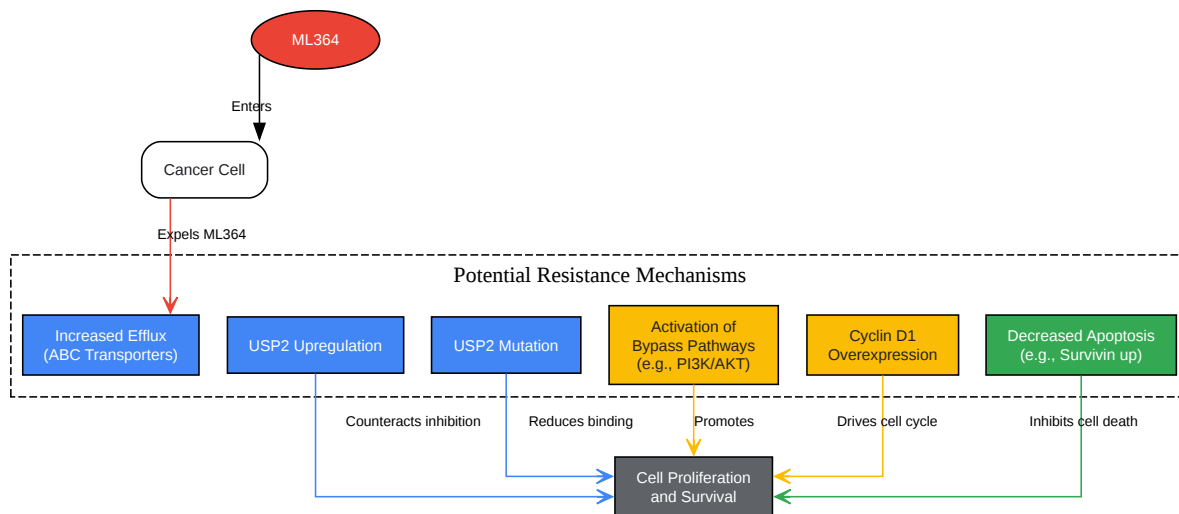 ML364
Enters
Cancer Cell
Expels ML364
Potential Resistance Mechanisms
Increased Efflux
(ABC Transporters)
USP2 Upregulation
USP2 Mutation
Activation of
Bypass Pathways
(e.g., PI3K/AKT)
Cyclin D1
Overexpression
Decreased Apoptosis
(e.g., Survivin up)
Counteracts inhibition
Reduces binding
Promotes
Drives cell cycle
Inhibits cell death
Cell Proliferation
and Survival